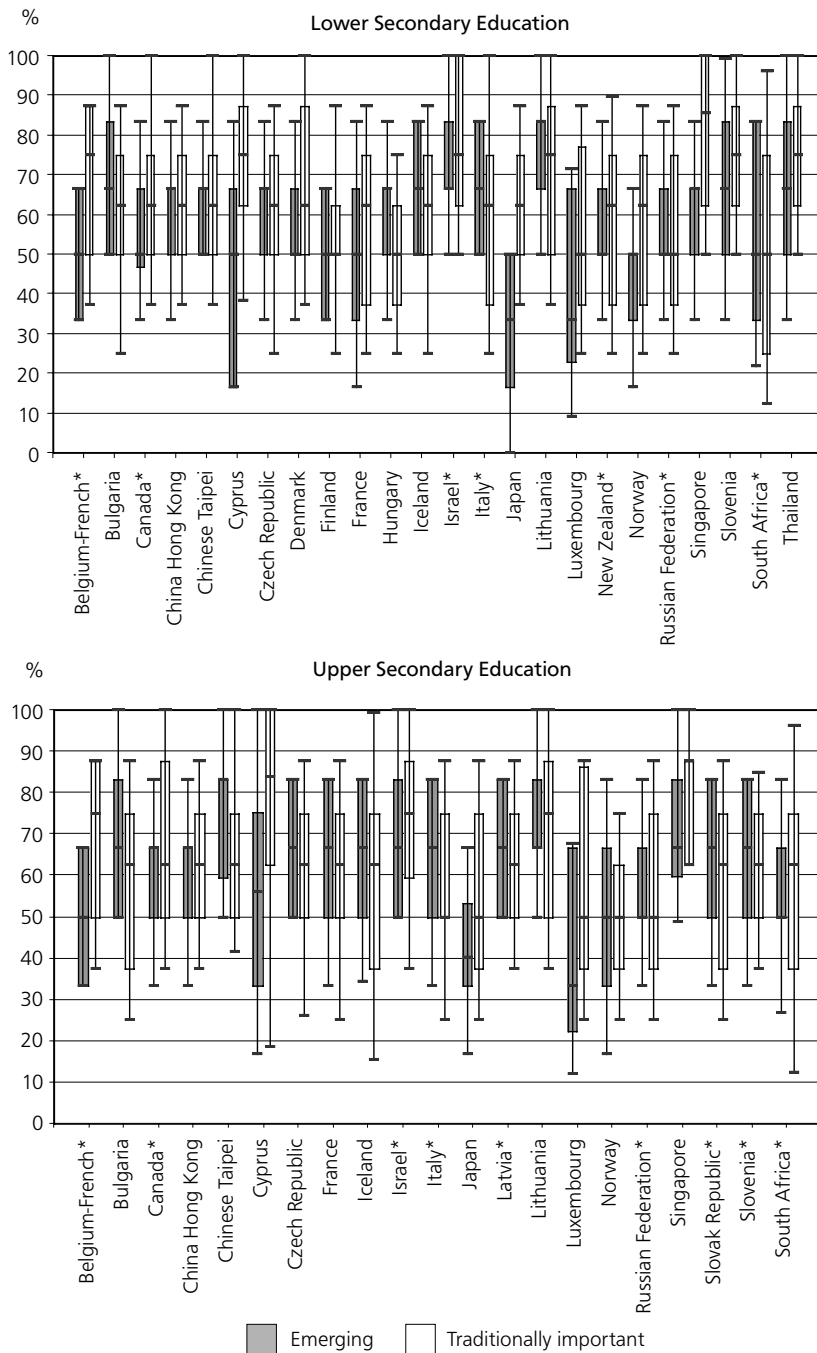 %
Lower Secondary Education
100
90
80
70
60
50
40
30
20
10
0
Belgium-French*
Bulgaria
Canada*
China Hong Kong
Chinese Taipei
Cyprus
Czech Republic
Denmark
Finland
France
Hungary
Iceland
Israel*
Italy*
Japan
Lithuania
Luxembourg
New Zealand*
Norway
Russian Federation*
Singapore
Slovenia
South Africa*
Thailand
%
Upper Secondary Education
100
90
80
70
60
50
40
30
20
10
0
Belgium-French*
Bulgaria
Canada*
China Hong Kong
Chinese Taipei
Cyprus
Czech Republic
France
Iceland
Israel*
Italy*
Japan
Latvia*
Lithuania
Luxembourg
Norway
Russian Federation*
Singapore
Slovak Republic*
Slovenia*
South Africa*
Emerging
Traditionally important